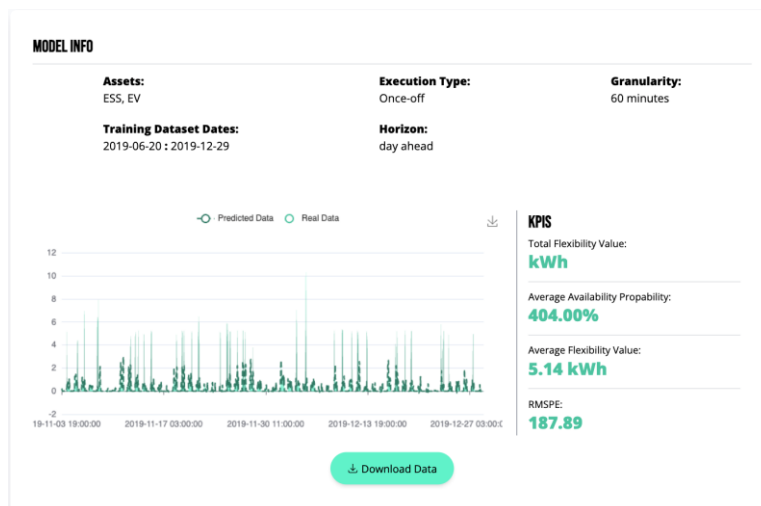 MODEL INFO
Assets:
ESS, EV
Execution Type:
Once-off
Granularity:
60 minutes
Training Dataset Dates:
2019-06-20 : 2019-12-29
Horizon:
day ahead
Predicted Data
Real Data
12
10
8
6
4
2
0
-2
19-11-03 19:00:00
2019-11-17 03:00:00
2019-11-30 11:00:00
2019-12-13 19:00:00
2019-12-27 03:00:0
KPIS
Total Flexibility Value:
kWh
Average Availability Propability:
404.00%
Average Flexibility Value:
5.14 kWh
RMSPE:
187.89
Download Data